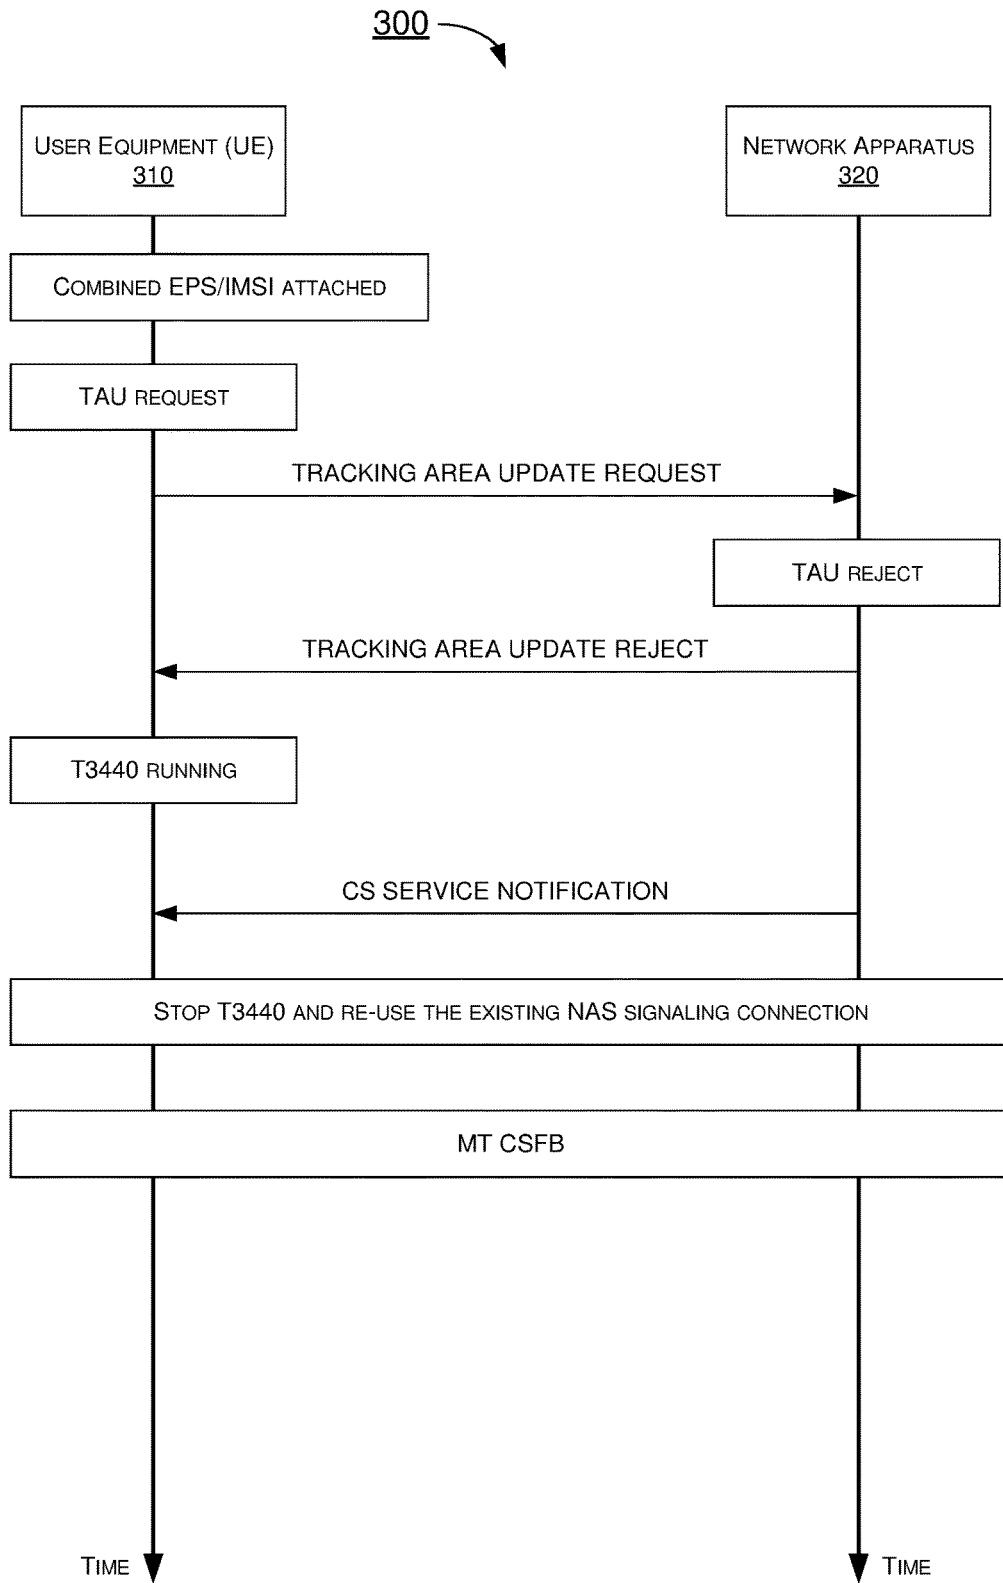 300
USER EQUIPMENT (UE)
310
NETWORK APPARATUS
320
COMBINED EPS/IMSI ATTACHED
TAU REQUEST
TRACKING AREA UPDATE REQUEST
TAU REJECT
TRACKING AREA UPDATE REJECT
T3440 RUNNING
CS SERVICE NOTIFICATION
STOP T3440 AND RE-USE THE EXISTING NAS SIGNALING CONNECTION
MT CSFB
TIME
TIME